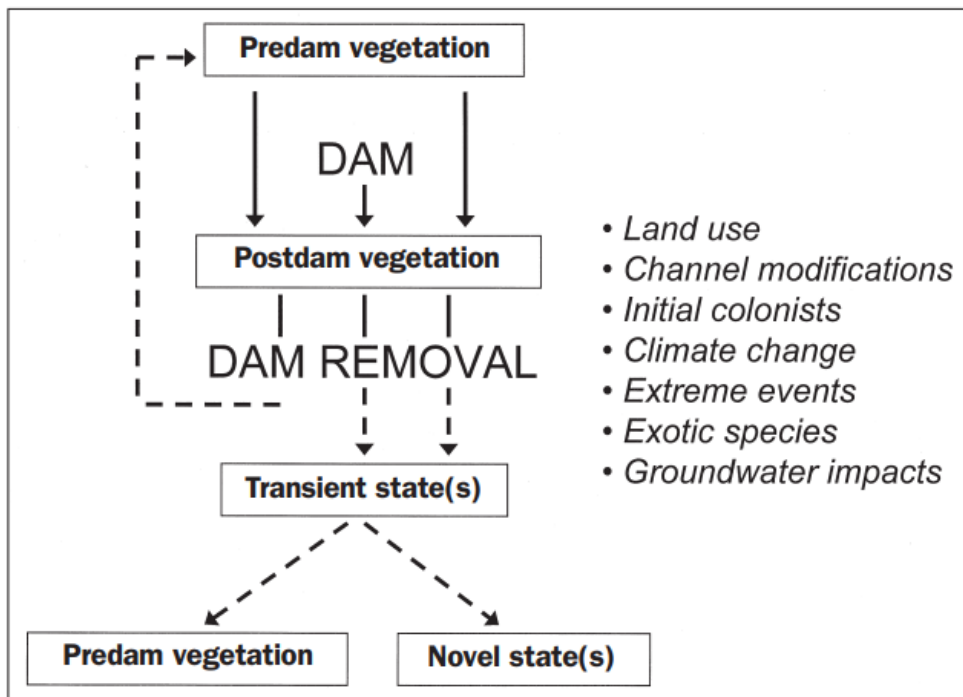 Predam vegetation
DAM
Postdam vegetation
DAM REMOVAL
Transient state(s)
Predam vegetation
Novel state(s)
• Land use
• Channel modifications
• Initial colonists
• Climate change
• Extreme events
• Exotic species
• Groundwater impacts